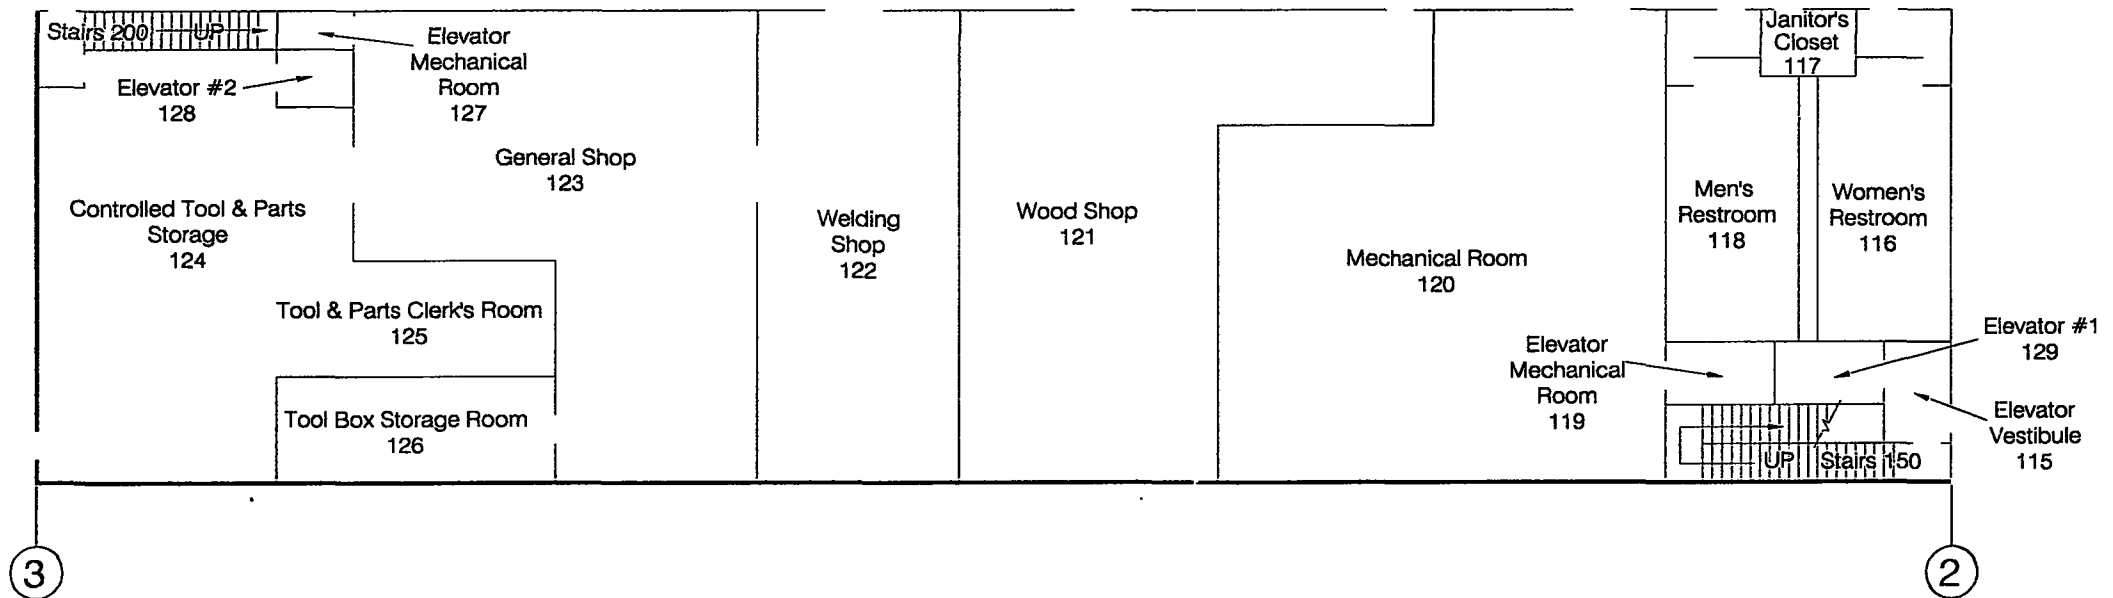 Stairs 200
UP
Elevator
Mechanical
Room
127
Elevator #2
128
General Shop
123
Controlled Tool & Parts
Storage
124
Tool & Parts Clerk's Room
125
Tool Box Storage Room
126
Welding
Shop
122
Wood Shop
121
Mechanical Room
120
Janitor's
Closet
117
Men's
Restroom
118
Women's
Restroom
116
Elevator
Mechanical
Room
119
Elevator #1
129
Elevator
Vestibule
115
UP
Stairs 150
3
2